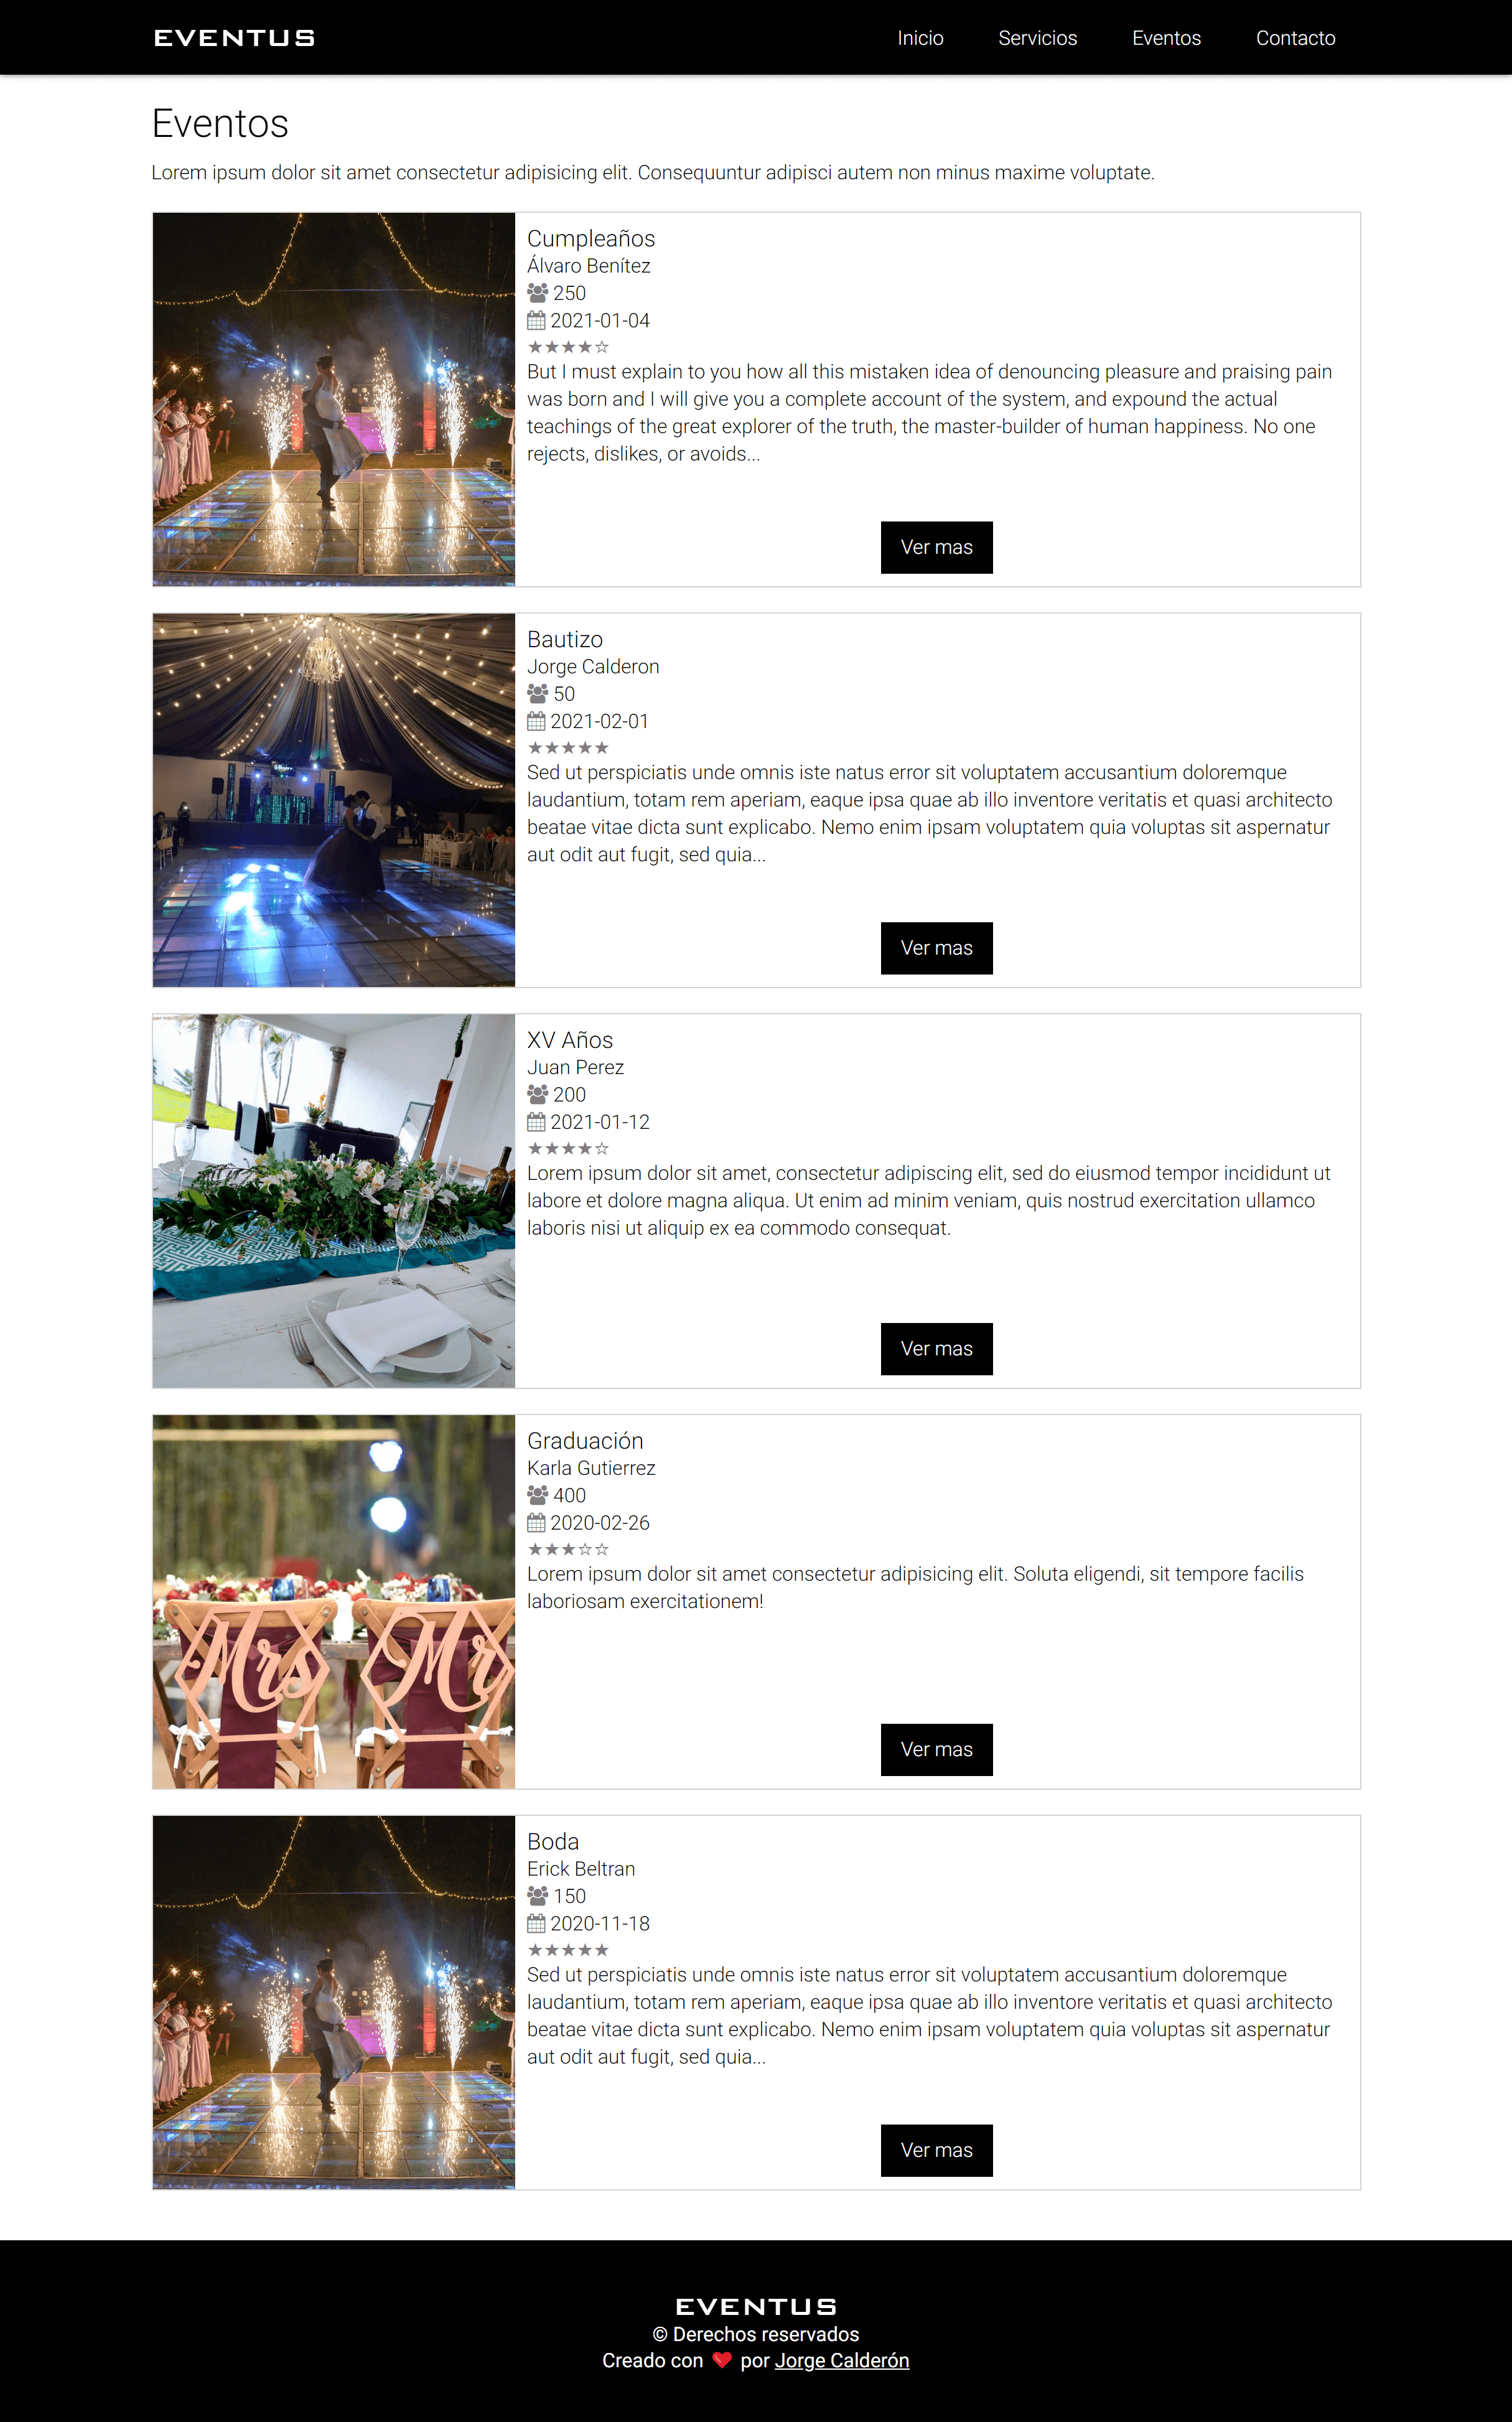 EVENTUS
Inicio Servicios Eventos Contacto
Eventos
Lorem ipsum dolor sit amet consectetur adipisicing elit. Consequuntur adipisci autem non minus maxime voluptate.
Cumpleaños
Álvaro Benítez
250
2021-01-04
★★★★☆
But I must explain to you how all this mistaken idea of denouncing pleasure and praising pain
was born and I will give you a complete account of the system, and expound the actual
teachings of the great explorer of the truth, the master-builder of human happiness. No one
rejects, dislikes, or avoids...
Ver mas
Bautizo
Jorge Calderon
50
2021-02-01
★★★★★
Sed ut perspiciatis unde omnis iste natus error sit voluptatem accusantium doloremque
laudantium, totam rem aperiam, eaque ipsa quae ab illo inventore veritatis et quasi architecto
beatae vitae dicta sunt explicabo. Nemo enim ipsam voluptatem quia voluptas sit aspernatur
aut odit aut fugit, sed quia...
Ver mas
XV Años
Juan Perez
200
2021-01-12
★★★★☆
Lorem ipsum dolor sit amet, consectetur adipiscing elit, sed do eiusmod tempor incididunt ut
labore et dolore magna aliqua. Ut enim ad minim veniam, quis nostrud exercitation ullamco
laboris nisi ut aliquip ex ea commodo consequat.
Ver mas
Mrs Mr
Graduación
Karla Gutierrez
400
2020-02-26
★★★☆☆
Lorem ipsum dolor sit amet consectetur adipisicing elit. Soluta eligendi, sit tempore facilis
laboriosam exercitationem!
Ver mas
Boda
Erick Beltran
150
2020-11-18
★★★★★
Sed ut perspiciatis unde omnis iste natus error sit voluptatem accusantium doloremque
laudantium, totam rem aperiam, eaque ipsa quae ab illo inventore veritatis et quasi architecto
beatae vitae dicta sunt explicabo. Nemo enim ipsam voluptatem quia voluptas sit aspernatur
aut odit aut fugit, sed quia...
Ver mas
EVENTUS
© Derechos reservados
Creado con ❤ por Jorge Calderón